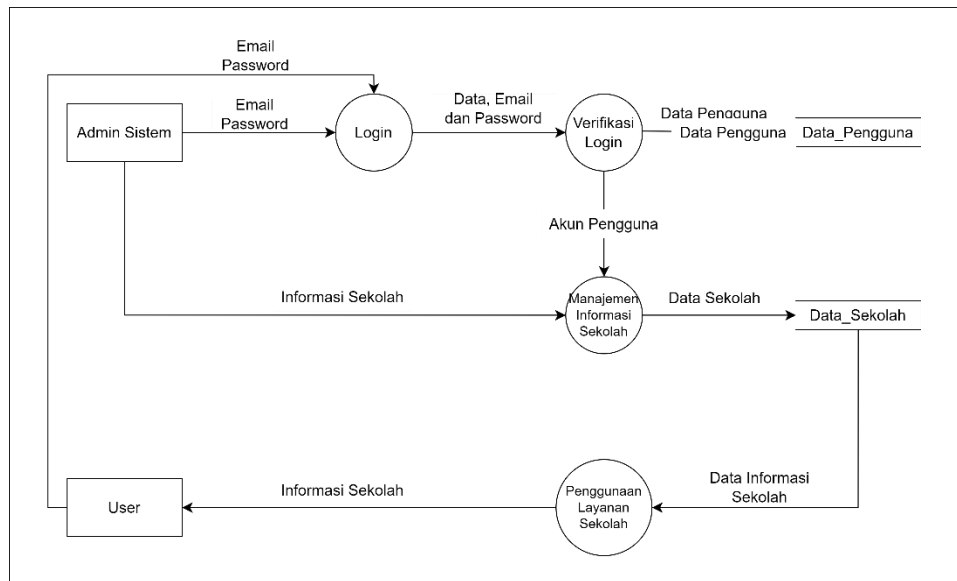 Email
Password
Admin Sistem
Email
Password
Login
Data, Email
dan Password
Verifikasi
Login
Data Pengguna
Data Pengguna
Data_Pengguna
Akun Pengguna
Informasi Sekolah
Manajemen
Informasi
Sekolah
Data Sekolah
Data_Sekolah
User
Informasi Sekolah
Penggunaan
Layanan
Sekolah
Data Informasi
Sekolah